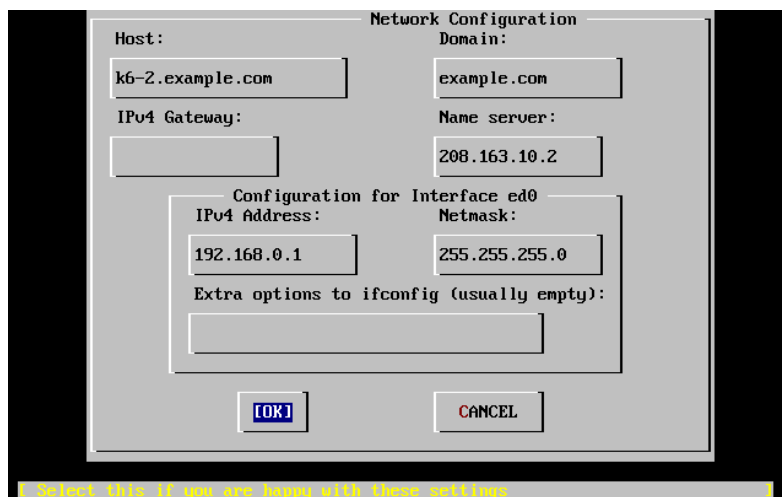 Network Configuration
Host: Domain:
k6-2.example.com example.com
IPv4 Gateway: Name server:
208.163.10.2
Configuration for Interface ed0
IPv4 Address: Netmask:
192.168.0.1 255.255.255.0
Extra options to ifconfig (usually empty):
[OK] CANCEL
[ Select this if you are happy with these settings ]